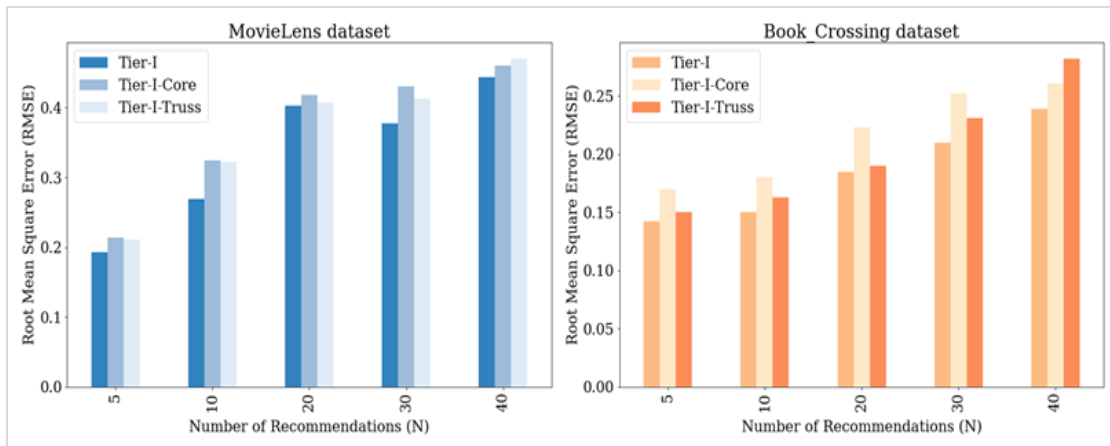 MovieLens dataset
Root Mean Square Error (RMSE)
0.4
0.3
0.2
0.1
0.0
Tier-I
Tier-I-Core
Tier-I-Truss
5
10
20
30
40
Number of Recommendations (N)
Book_Crossing dataset
Root Mean Square Error (RMSE)
0.25
0.20
0.15
0.10
0.05
0.00
Tier-I
Tier-I-Core
Tier-I-Truss
5
10
20
30
40
Number of Recommendations (N)